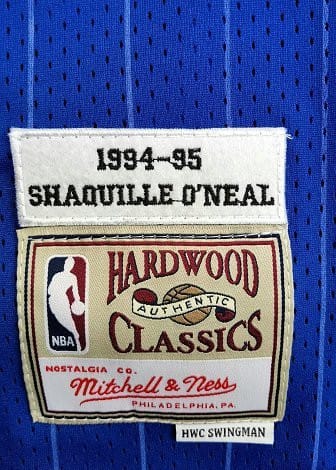 1994-95
SHAQUILLE O'NEAL
NBA
HARDWOOD
AUTHENTIC
CLASSICS
NOSTALGIA CO.
Mitchell & Ness
PHILADELPHIA, PA.
HWC SWINGMAN